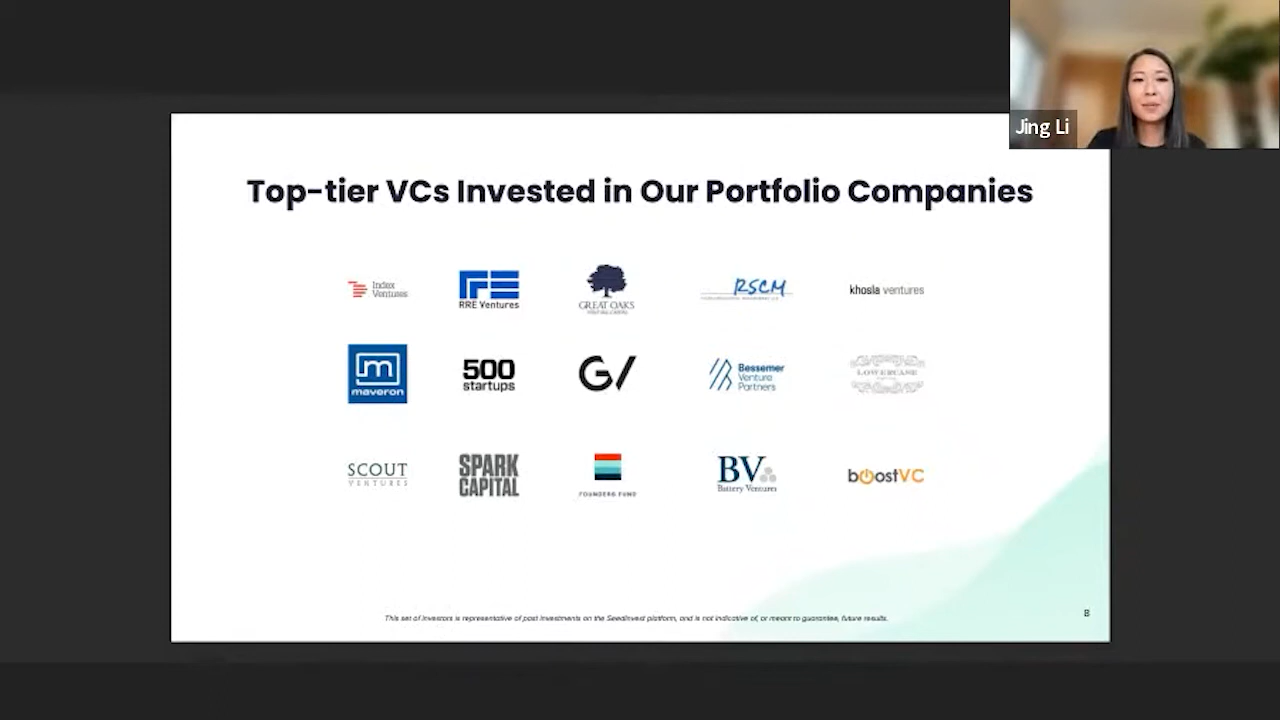 Jing Li
Top-tier VCs Invested in Our Portfolio Companies
Index
Ventures
RRE Ventures
GREAT OAKS
RSCM
khosla ventures
maveron
500
startups
GV
Bessemer
Venture
Partners
LOWERCASE
SCOUT
VENTURES
SPARK
CAPITAL
FOUNDERS FUND
BV
Battery Ventures
boostVC
This set of investors is representative of past investments on the SeedInvest platform, and is not indicative of, or meant to guarantee, future results.
8